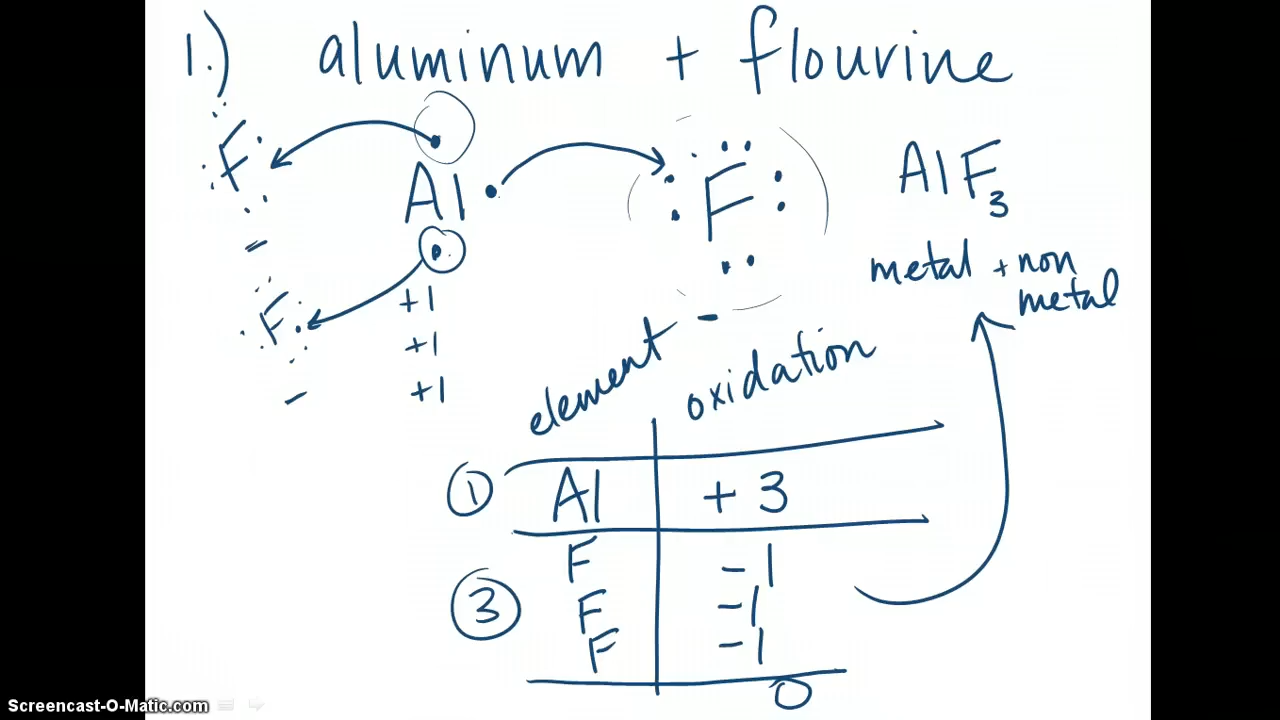 1.) aluminum + flourine
F
Al
F
AlF₃
metal + non
metal
-
F
-
-
+1
+1
+1
element
oxidation
① Al +3
F -1
③ F -1
F -1
0
Screencast-O-Matic.com